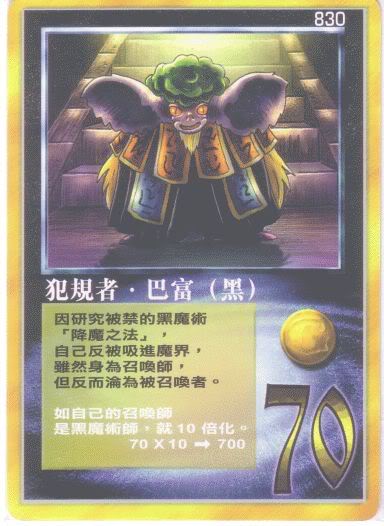 830
犯規者・巴富（黑）
因研究被禁的黑魔術
「降魔之法」，
自己反被吸進魔界，
雖然身為召喚師，
但反而淪為被召喚者。
如自己的召喚師
是黑魔術師，就10倍化。
70 X 10 ➡ 700
70